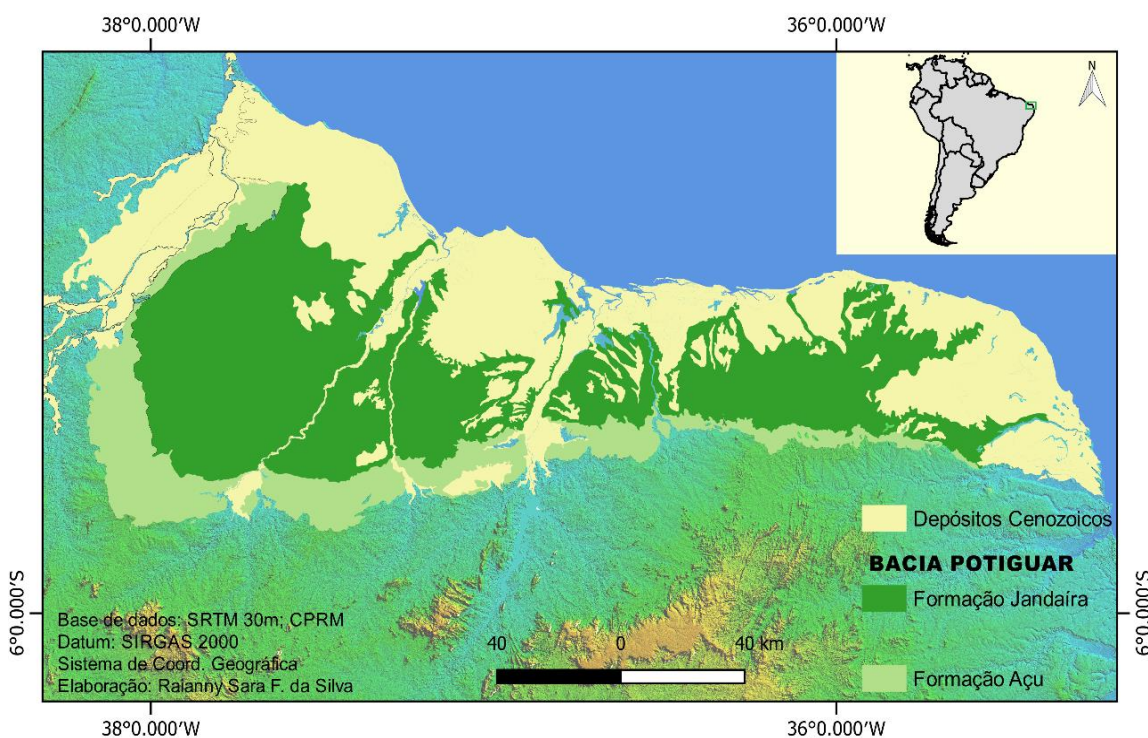 38°0.000′W
36°0.000′W
N
Depósitos Cenozoicos
BACIA POTIGUAR
Formação Jandaíra
Formação Açu
6°0.000′S
6°0.000′S
Base de dados: SRTM 30m; CPRM
Datum: SIRGAS 2000
Sistema de Coord. Geográfica
Elaboração: Raianny Sara F. da Silva
40
0
40 km
38°0.000′W
36°0.000′W